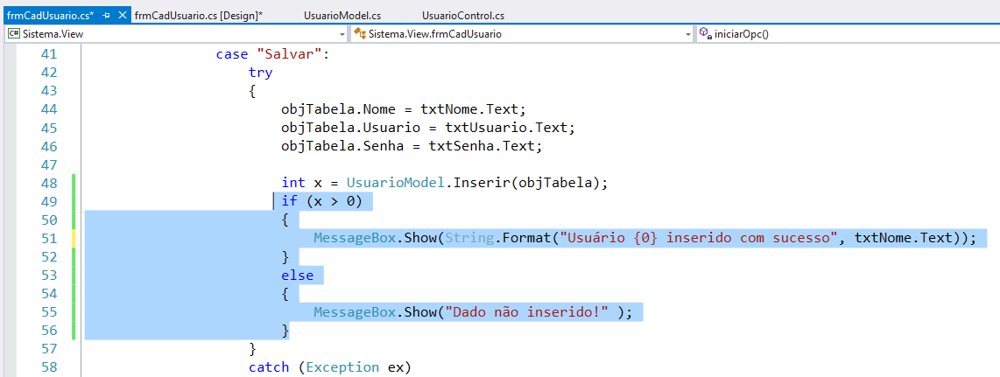 frmCadUsuario.cs* frmCadUsuario.cs [Design]* UsuarioModel.cs UsuarioControl.cs
C# Sistema.View Sistema.View.frmCadUsuario iniciarOpc()
41 case "Salvar":
42 try
43 {
44 objTabela.Nome = txtNome.Text;
45 objTabela.Usuario = txtUsuario.Text;
46 objTabela.Senha = txtSenha.Text;
47
48 int x = UsuarioModel.Inserir(objTabela);
49 if (x > 0)
50 {
51 MessageBox.Show(String.Format("Usuário {0} inserido com sucesso", txtNome.Text));
52 }
53 else
54 {
55 MessageBox.Show("Dado não inserido!" );
56 }
57 }
58 catch (Exception ex)